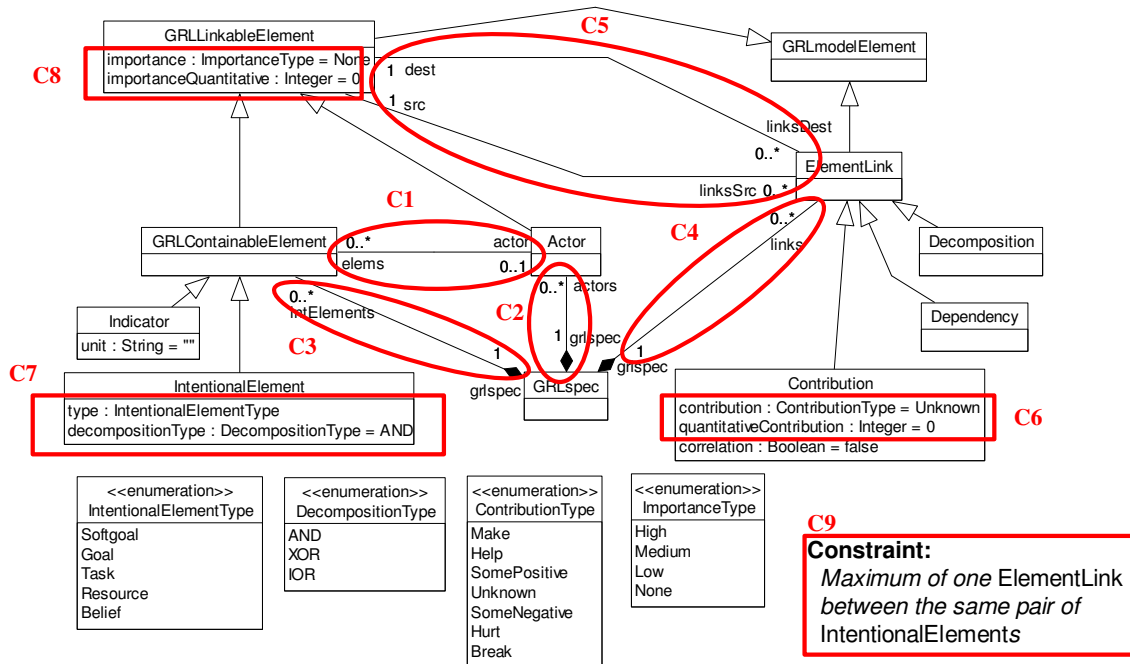 C5
GRLLinkableElement
GRLmodelElement
C8
importance : ImportanceType = None
importanceQuantitative : Integer = 0
1
dest
1
src
linksDest
0..*
ElementLink
linksSrc
0..*
C1
C4
0..*
links
GRLContainableElement
0..*
elems
actor
0..1
Actor
Decomposition
0..*
intElements
C2
0..*
actors
Indicator
unit : String = ""
C3
Dependency
1
grlspec
1
grlspec
1
grlspec
GRLspec
C7
IntentionalElement
type : IntentionalElementType
decompositionType : DecompositionType = AND
Contribution
contribution : ContributionType = Unknown
quantitativeContribution : Integer = 0
correlation : Boolean = false
C6
<<enumeration>>
IntentionalElementType
Softgoal
Goal
Task
Resource
Belief
<<enumeration>>
DecompositionType
AND
XOR
IOR
<<enumeration>>
ContributionType
Make
Help
SomePositive
Unknown
SomeNegative
Hurt
Break
<<enumeration>>
ImportanceType
High
Medium
Low
None
C9
Constraint:
Maximum of one ElementLink
between the same pair of
IntentionalElements